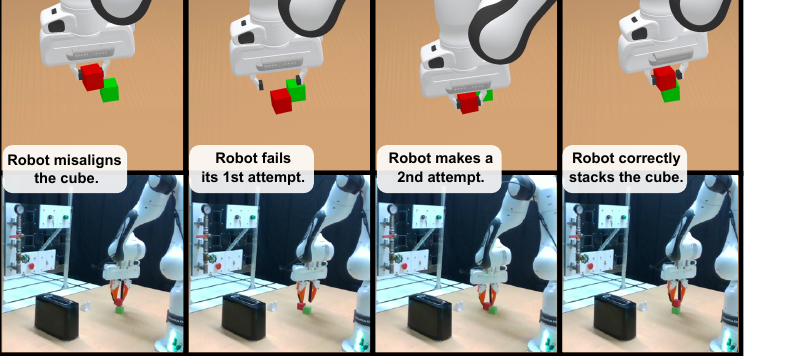 Robot misaligns
the cube.
Robot fails
its 1st attempt.
Robot makes a
2nd attempt.
Robot correctly
stacks the cube.